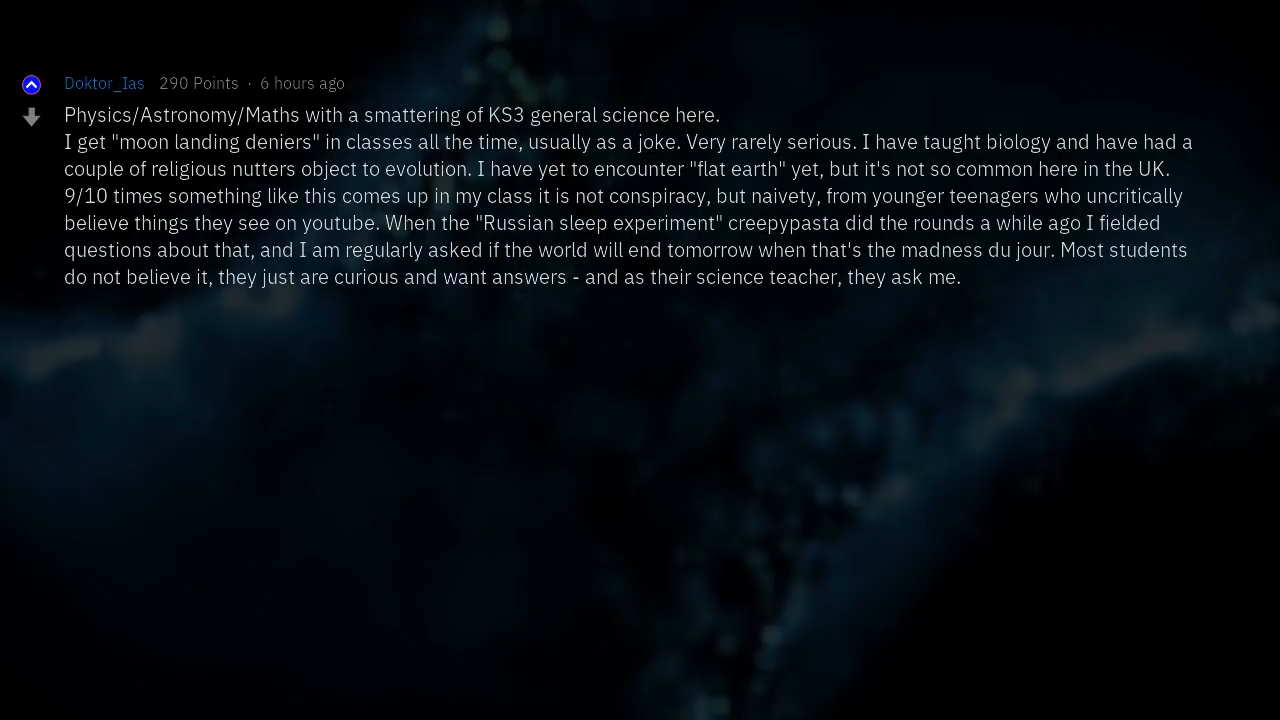 Doktor_Ias 290 Points · 6 hours ago
Physics/Astronomy/Maths with a smattering of KS3 general science here.
I get "moon landing deniers" in classes all the time, usually as a joke. Very rarely serious. I have taught biology and have had a
couple of religious nutters object to evolution. I have yet to encounter "flat earth" yet, but it's not so common here in the UK.
9/10 times something like this comes up in my class it is not conspiracy, but naivety, from younger teenagers who uncritically
believe things they see on youtube. When the "Russian sleep experiment" creepypasta did the rounds a while ago I fielded
questions about that, and I am regularly asked if the world will end tomorrow when that's the madness du jour. Most students
do not believe it, they just are curious and want answers - and as their science teacher, they ask me.